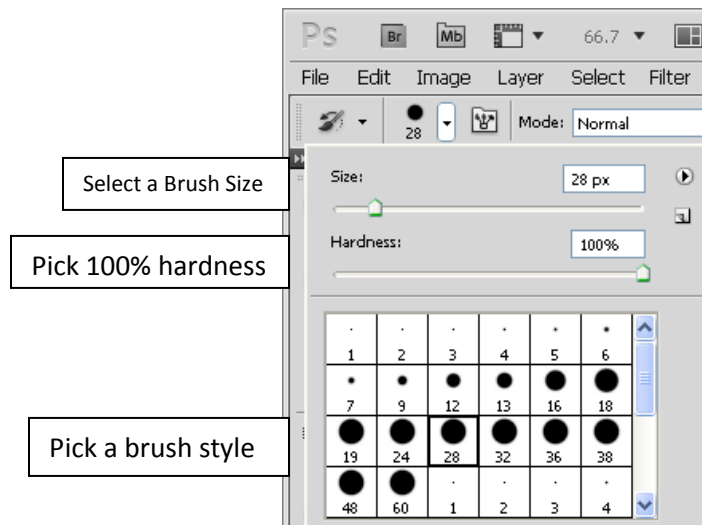 Ps Br Mb 66.7
File Edit Image Layer Select Filter
28 Mode: Normal
Select a Brush Size
Size: 28 px
Pick 100% hardness
Hardness: 100%
1 2 3 4 5 6
7 9 12 13 16 18
Pick a brush style
19 24 28 32 36 38
48 60 1 2 3 4